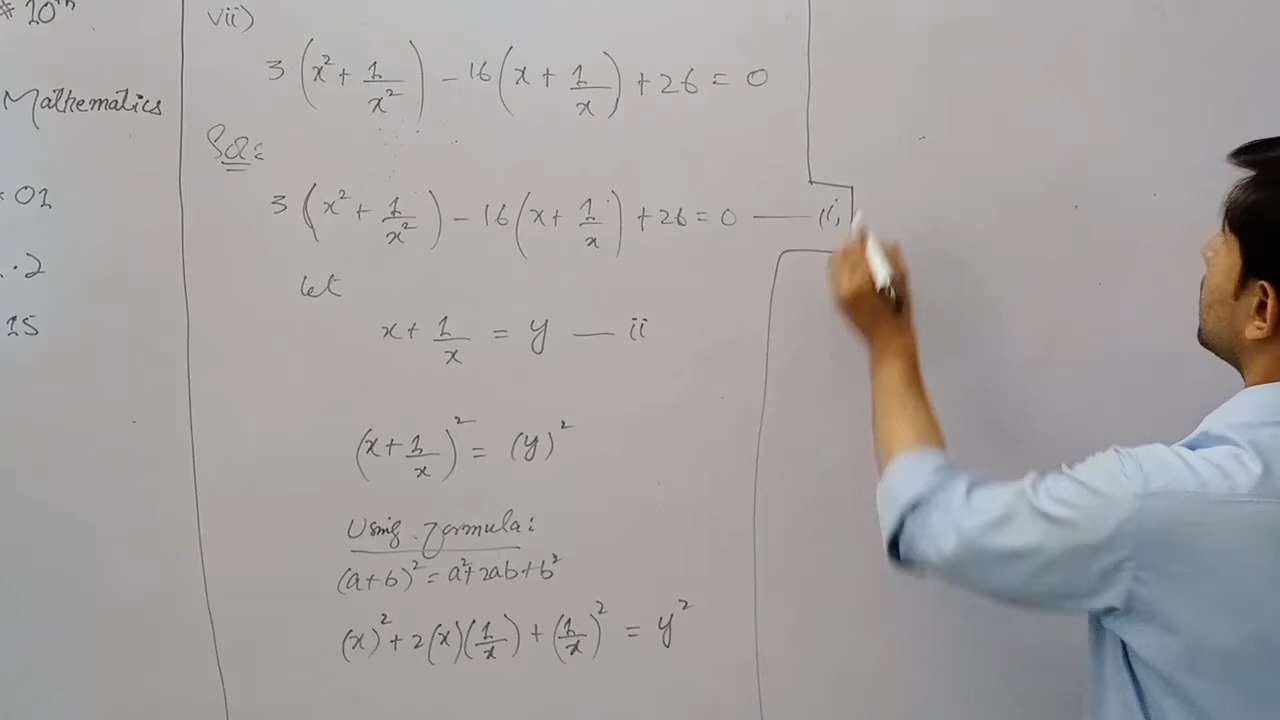 # 10th
Mathematics
01
.2
15
vii)
3(x² + 1/x²) - 16(x + 1/x) + 26 = 0
Sol:
3(x² + 1/x²) - 16(x + 1/x) + 26 = 0 —— (i)
let
x + 1/x = y — ii
(x + 1/x)² = (y)²
Using Formula:
(a+b)² = a²+2ab+b²
(x)² + 2(x)(1/x) + (1/x)² = y²